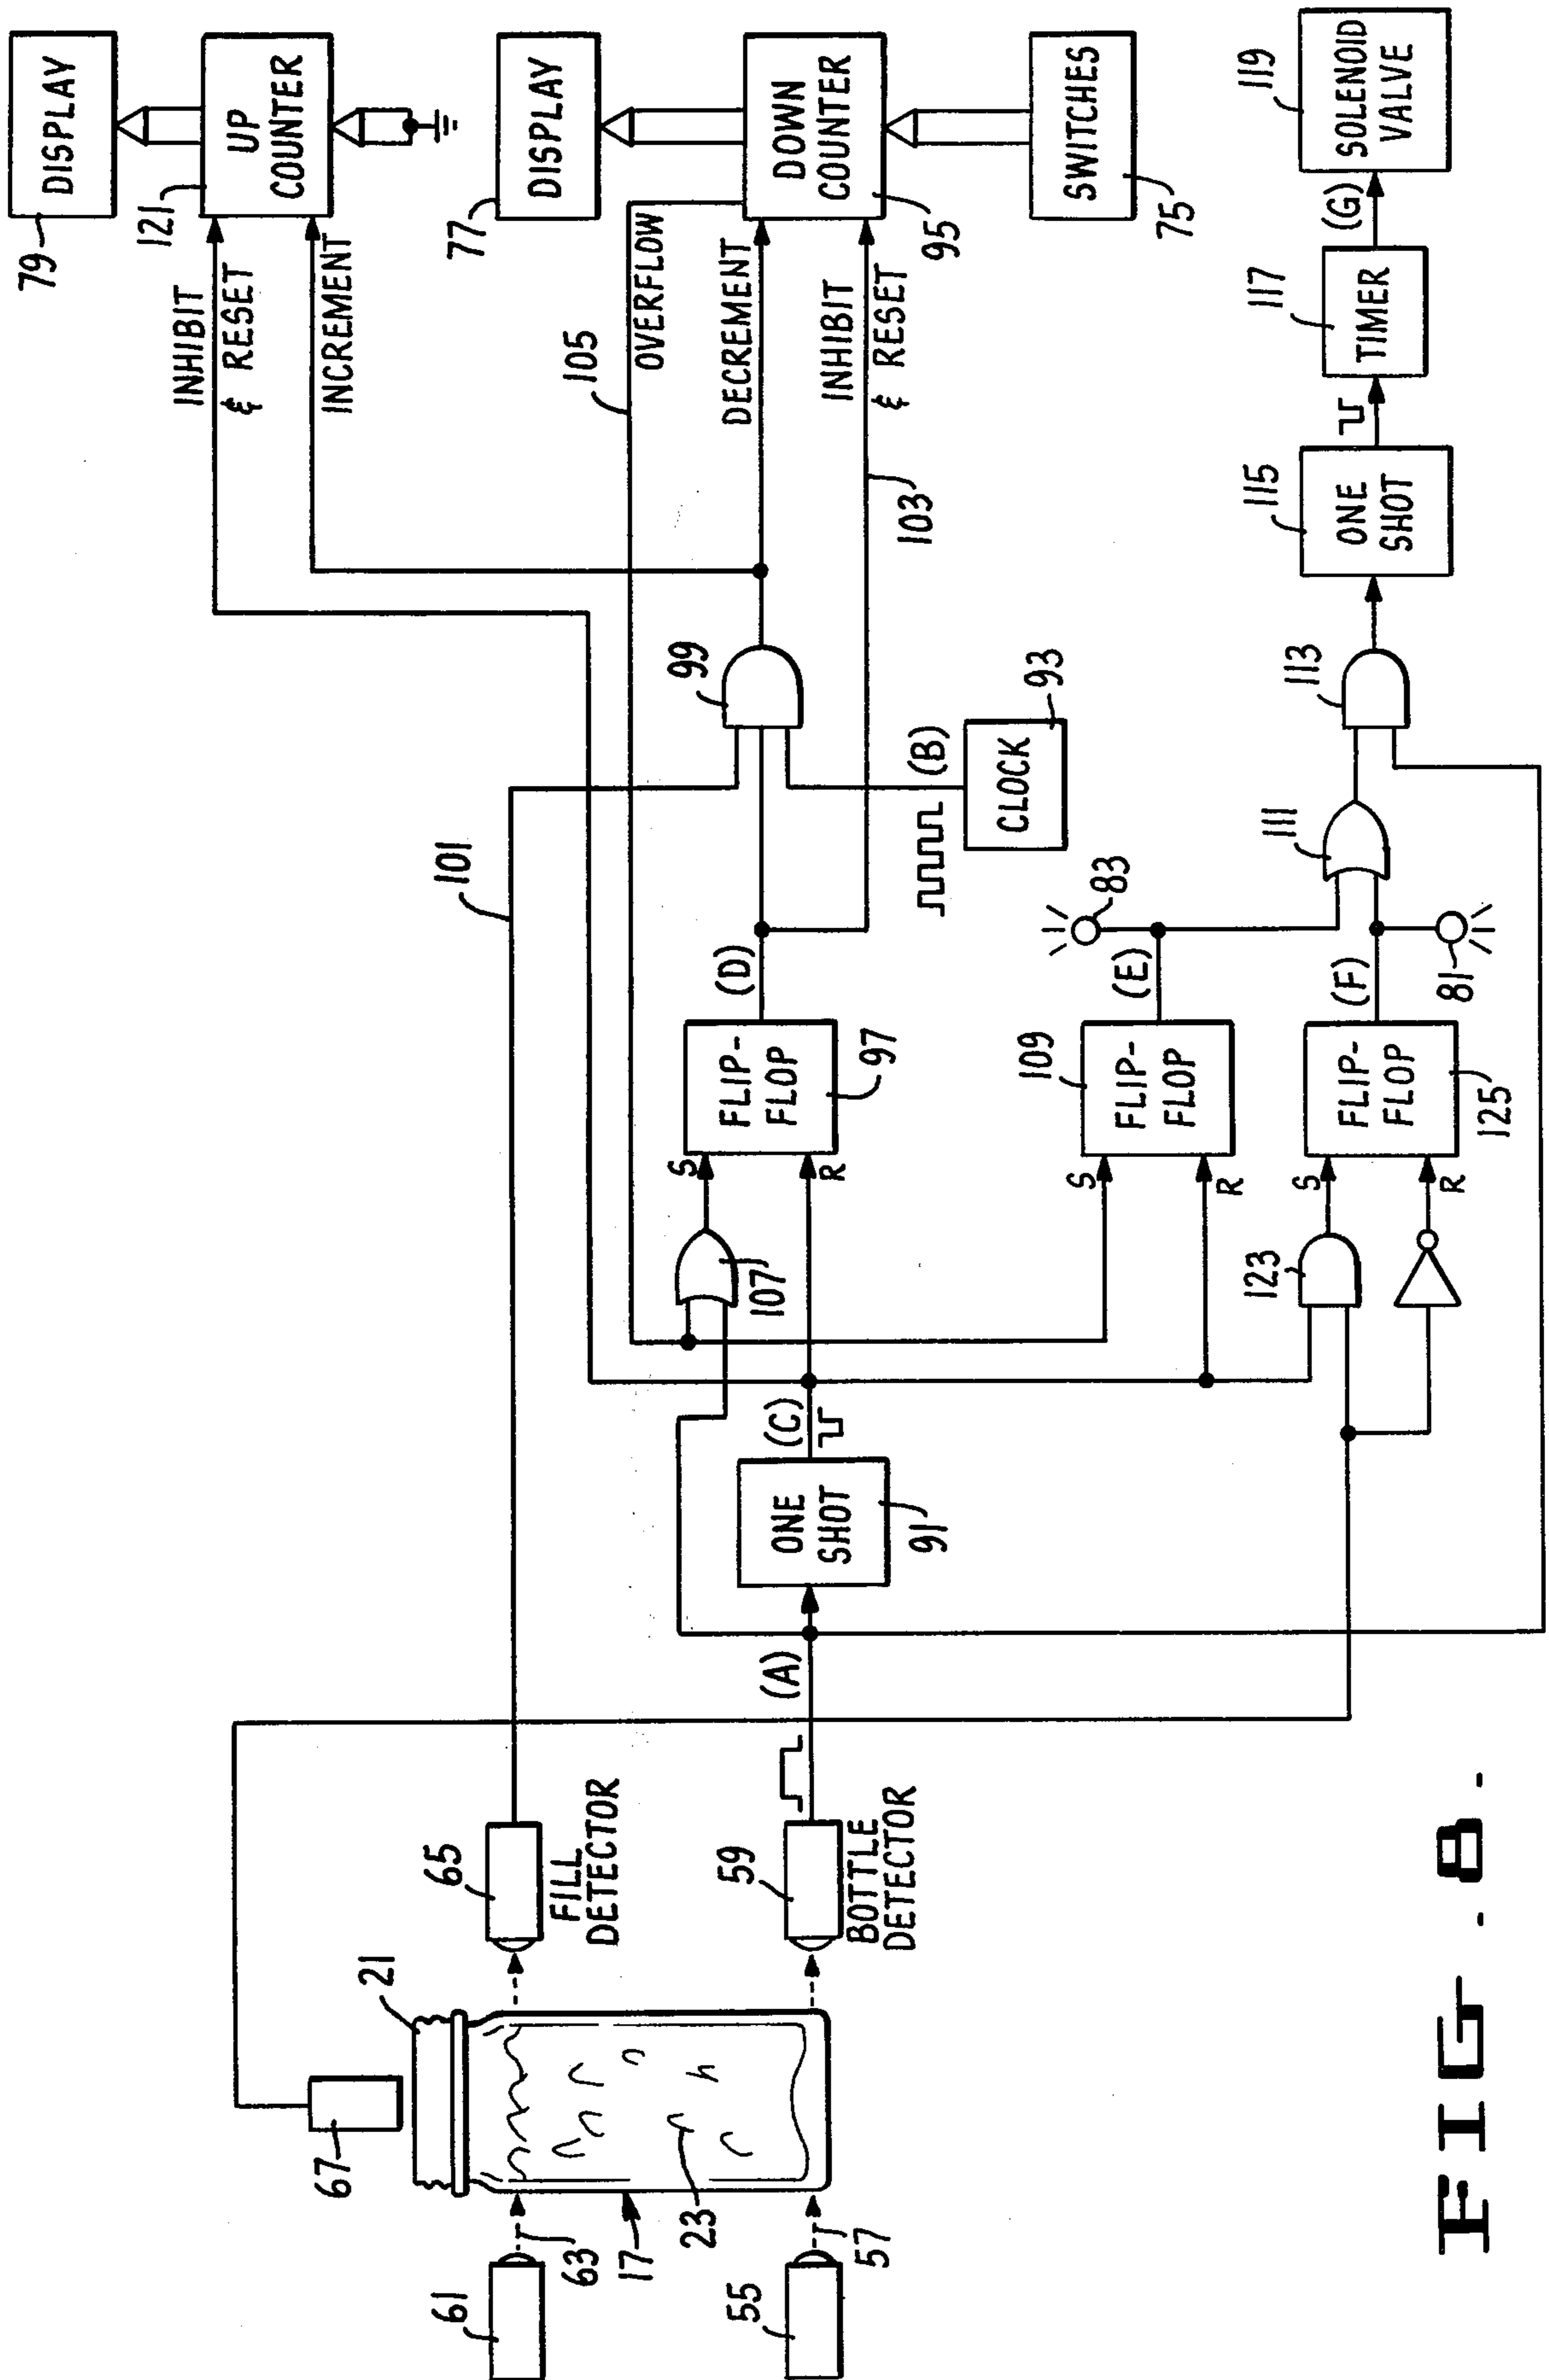 79
DISPLAY
121
UP
COUNTER
INHIBIT
& RESET
INCREMENT
77
DISPLAY
105
OVERFLOW
DOWN
COUNTER
95
DECREMENT
INHIBIT
& RESET
103
SWITCHES
75
101
99
(B)
CLOCK
93
(D)
FLIP-
FLOP
97
S
R
107
(C)
ONE
SHOT
91
(A)
65
FILL
DETECTOR
59
BOTTLE
DETECTOR
21
67
61
63
17
23
55
57
83
(E)
109
FLIP-
FLOP
S
R
111
(F)
81
FLIP-
FLOP
125
S
R
123
113
115
ONE
SHOT
117
TIMER
(G)
119
SOLENOID
VALVE
FIG. 8.